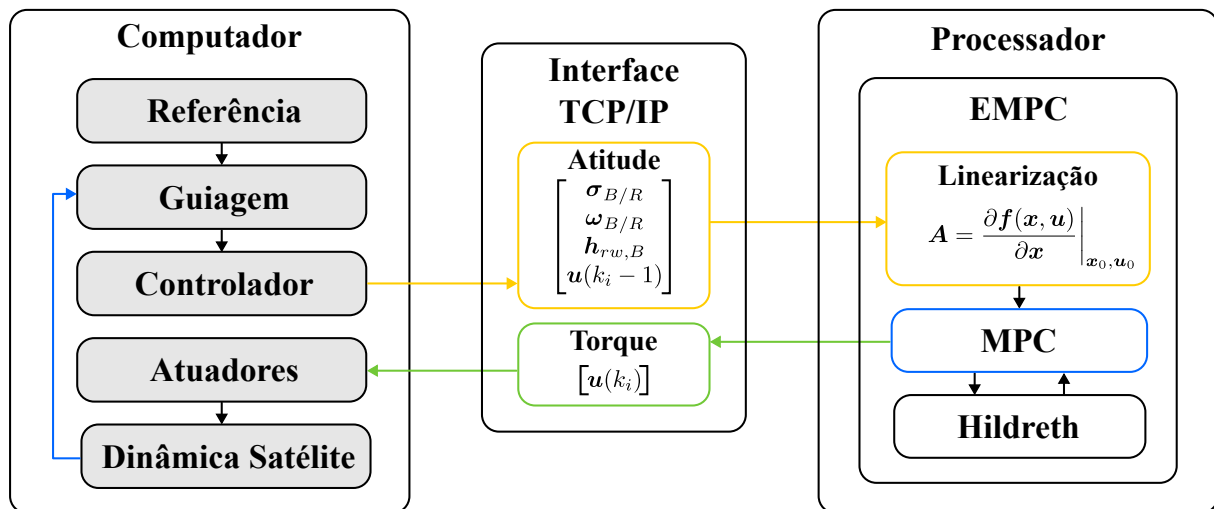 Computador
Referência
Guiagem
Controlador
Atuadores
Dinâmica Satélite
Interface
TCP/IP
Atitude
σ_{B/R}
ω_{B/R}
h_{rw,B}
u(k_i − 1)
Torque
[u(k_i)]
Processador
EMPC
Linearização
A = ∂f(x, u)/∂x |_{x_0,u_0}
MPC
Hildreth